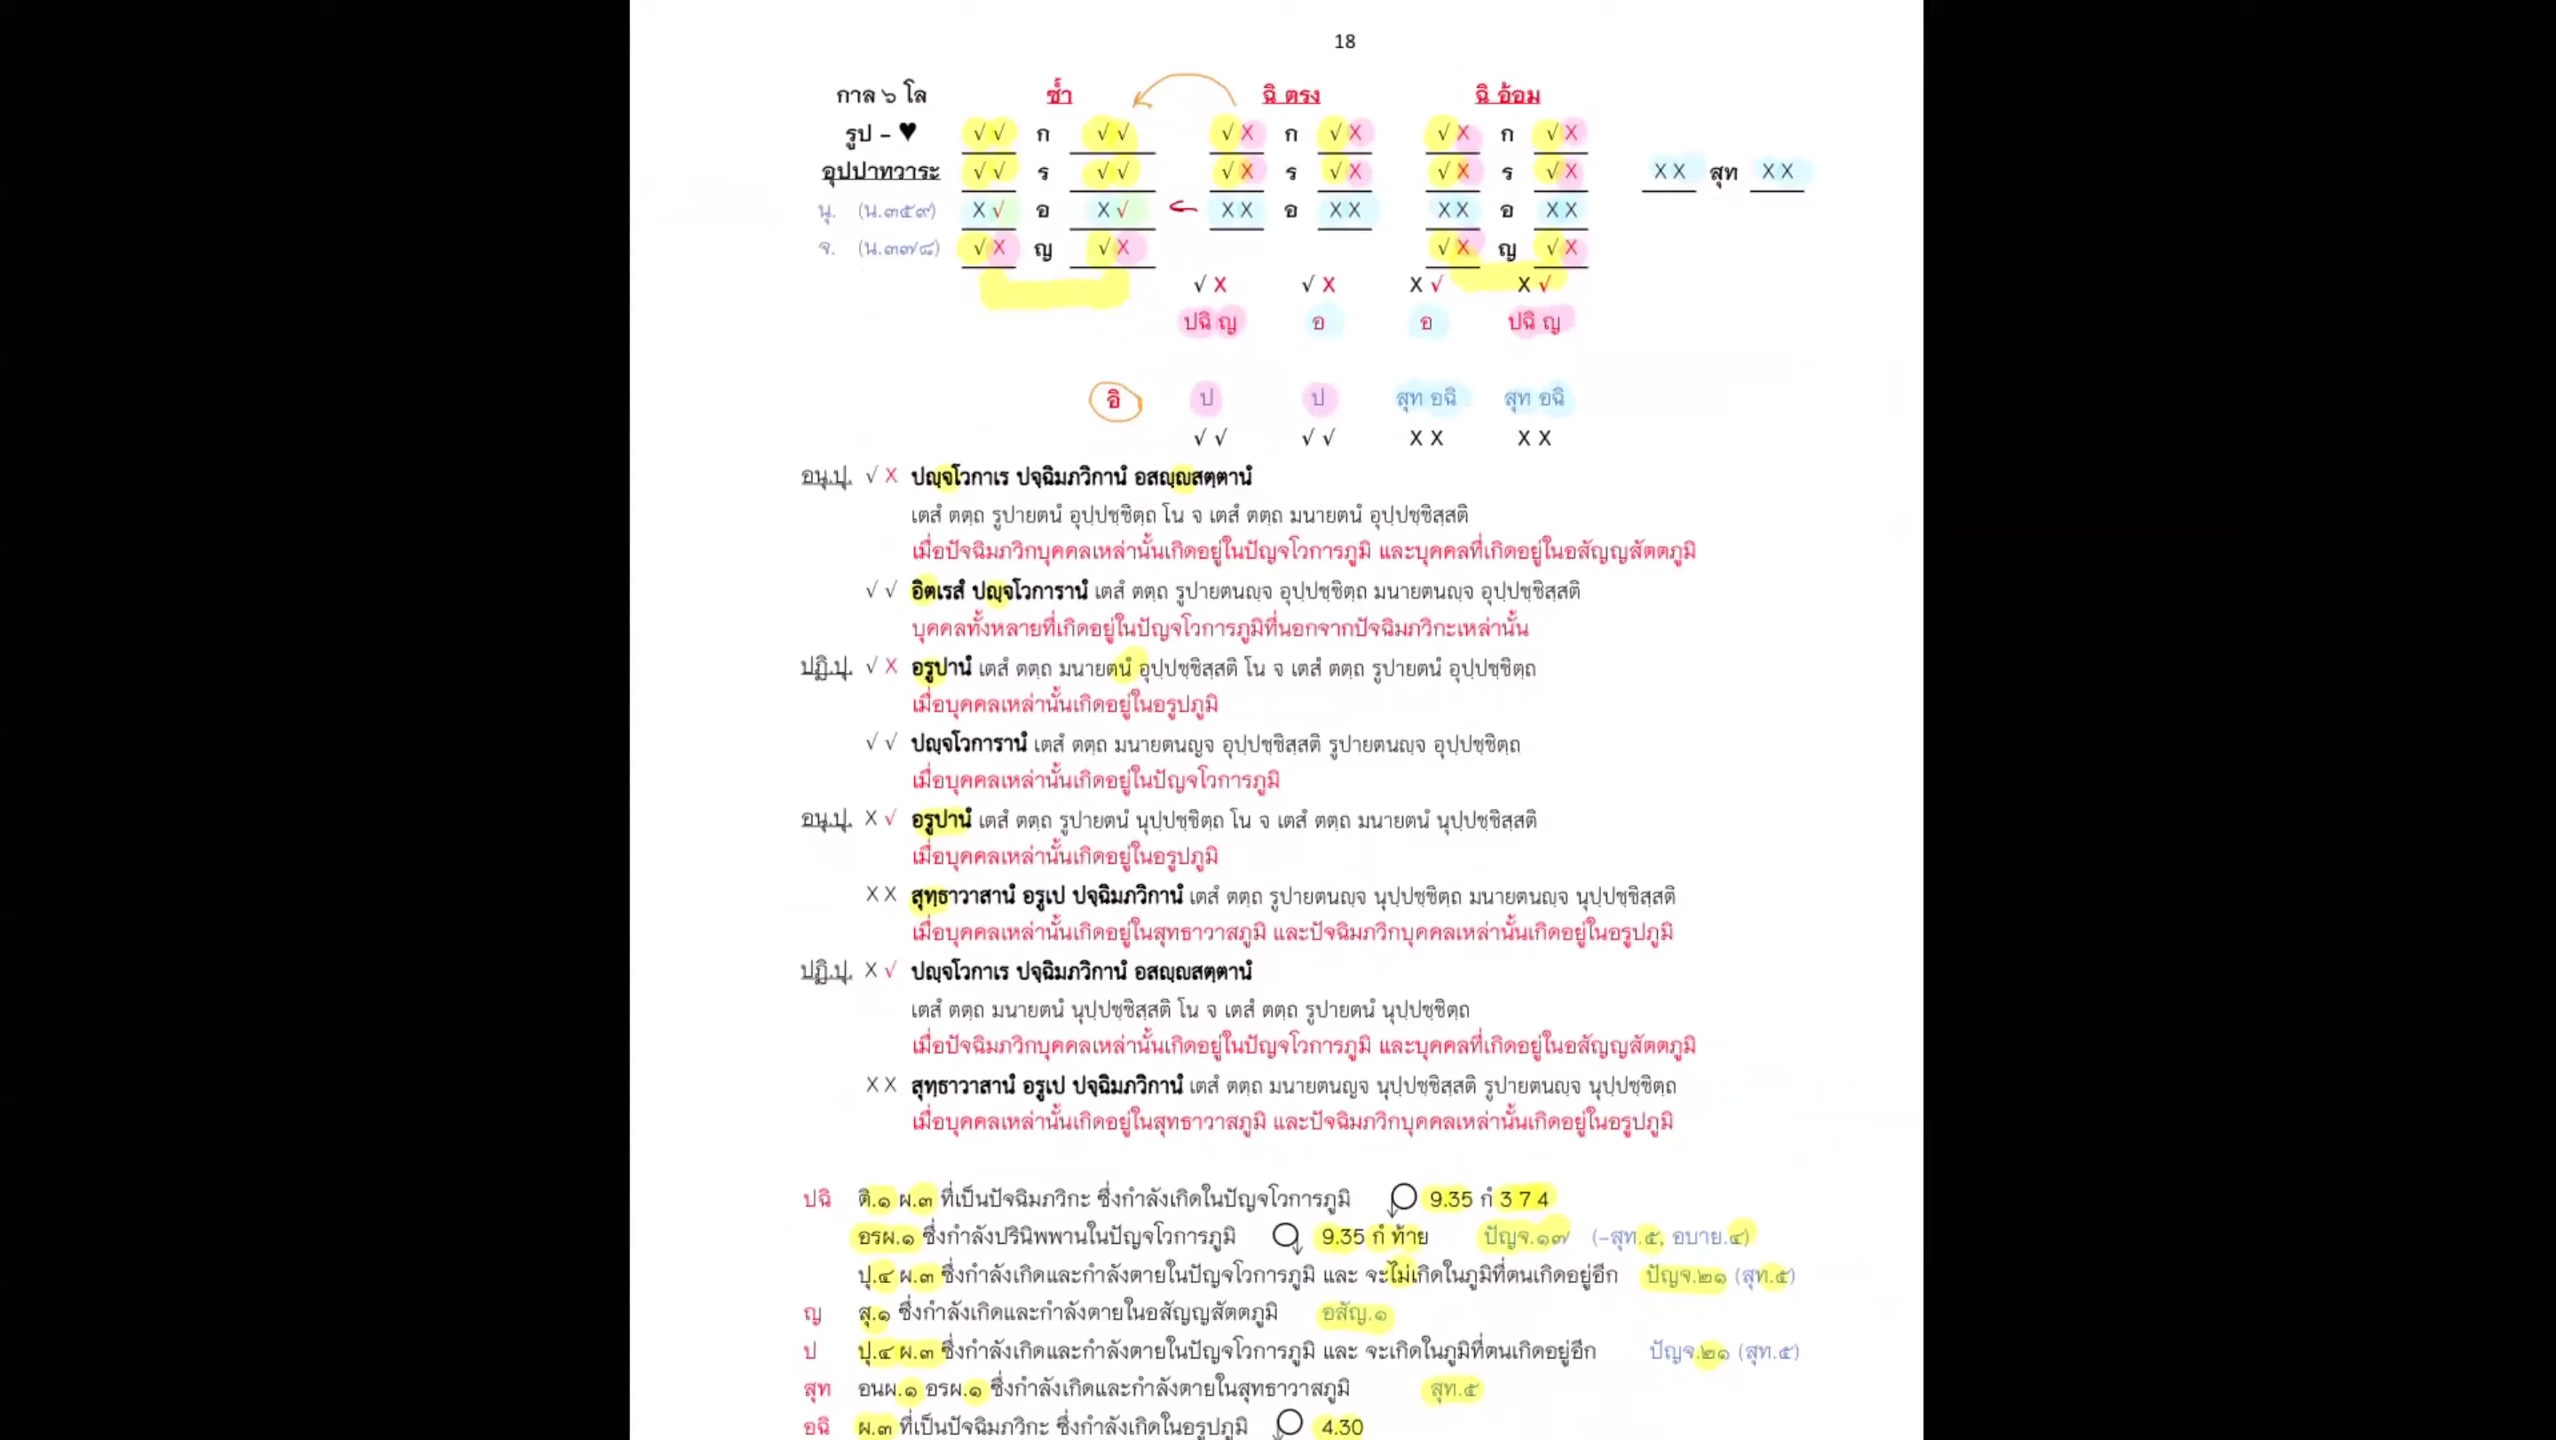 18
กาล ๖ โล ซ้ำ ฉิ ตรง ฉิ อ้อม
รูป – ♥ √ √ ก √ √ √ X ก √ X √ X ก √ X
อุปปาทวาระ √ √ ร √ √ √ X ร √ X √ X ร √ X X X สุท X X
นุ. (น.๓๕๙) X √ อ X √ X X อ X X X X อ X X
จ. (น.๓๗๘) √ X ญ √ X √ X ญ √ X
√ X √ X X √ X √
ปฉิ ญ อ อ ปฉิ ญ
อิ ป ป สุท อฉิ สุท อฉิ
√ √ √ √ X X X X
อนุ.ปุ. √ X ปญฺจโวกาเร ปจฺฉิมภวิกานํ อสญฺญสตฺตานํ
เตสํ ตตฺถ รูปายตนํ อุปฺปชฺชิตฺถ โน จ เตสํ ตตฺถ มนายตนํ อุปฺปชฺชิสฺสติ
เมื่อปัจฉิมภวิกบุคคลเหล่านั้นเกิดอยู่ในปัญจโวการภูมิ และบุคคลที่เกิดอยู่ในอสัญญสัตตภูมิ
√ √ อิตเรสํ ปญฺจโวการานํ เตสํ ตตฺถ รูปายตนญฺจ อุปฺปชฺชิตฺถ มนายตนญฺจ อุปฺปชฺชิสฺสติ
บุคคลทั้งหลายที่เกิดอยู่ในปัญจโวการภูมิที่นอกจากปัจฉิมภวิกะเหล่านั้น
ปฏิ.ปุ. √ X อรูปานํ เตสํ ตตฺถ มนายตนํ อุปฺปชฺชิสฺสติ โน จ เตสํ ตตฺถ รูปายตนํ อุปฺปชฺชิตฺถ
เมื่อบุคคลเหล่านั้นเกิดอยู่ในอรูปภูมิ
√ √ ปญฺจโวการานํ เตสํ ตตฺถ มนายตนญจ อุปฺปชฺชิสฺสติ รูปายตนญฺจ อุปฺปชฺชิตฺถ
เมื่อบุคคลเหล่านั้นเกิดอยู่ในปัญจโวการภูมิ
อนุ.ปุ. X √ อรูปานํ เตสํ ตตฺถ รูปายตนํ นุปฺปชฺชิตฺถ โน จ เตสํ ตตฺถ มนายตนํ นุปฺปชฺชิสฺสติ
เมื่อบุคคลเหล่านั้นเกิดอยู่ในอรูปภูมิ
X X สุทฺธาวาสานํ อรูเป ปจฺฉิมภวิกานํ เตสํ ตตฺถ รูปายตนญฺจ นุปฺปชฺชิตฺถ มนายตนญฺจ นุปฺปชฺชิสฺสติ
เมื่อบุคคลเหล่านั้นเกิดอยู่ในสุทธาวาสภูมิ และปัจฉิมภวิกบุคคลเหล่านั้นเกิดอยู่ในอรูปภูมิ
ปฏิ.ปุ. X √ ปญฺจโวกาเร ปจฺฉิมภวิกานํ อสญฺญสตฺตานํ
เตสํ ตตฺถ มนายตนํ นุปฺปชฺชิสฺสติ โน จ เตสํ ตตฺถ รูปายตนํ นุปฺปชฺชิตฺถ
เมื่อปัจฉิมภวิกบุคคลเหล่านั้นเกิดอยู่ในปัญจโวการภูมิ และบุคคลที่เกิดอยู่ในอสัญญสัตตภูมิ
X X สุทฺธาวาสานํ อรูเป ปจฺฉิมภวิกานํ เตสํ ตตฺถ มนายตนญจ นุปฺปชฺชิสฺสติ รูปายตนญฺจ นุปฺปชฺชิตฺถ
เมื่อบุคคลเหล่านั้นเกิดอยู่ในสุทธาวาสภูมิ และปัจฉิมภวิกบุคคลเหล่านั้นเกิดอยู่ในอรูปภูมิ
ปฉิ ติ.๑ ผ.๓ ที่เป็นปัจฉิมภวิกะ ซึ่งกำลังเกิดในปัญจโวการภูมิ 9.35 กํ 3 7 4
อรผ.๑ ซึ่งกำลังปรินิพพานในปัญจโวการภูมิ 9.35 กํ ท้าย ปัญจ.๑๗ (–สุท.๕, อบาย.๔)
ปุ.๔ ผ.๓ ซึ่งกำลังเกิดและกำลังตายในปัญจโวการภูมิ และ จะไม่เกิดในภูมิที่ตนเกิดอยู่อีก ปัญจ.๒๑ (สุท.๕)
ญ สุ.๑ ซึ่งกำลังเกิดและกำลังตายในอสัญญสัตตภูมิ อสัญ.๑
ป ปุ.๔ ผ.๓ ซึ่งกำลังเกิดและกำลังตายในปัญจโวการภูมิ และ จะเกิดในภูมิที่ตนเกิดอยู่อีก ปัญจ.๒๑ (สุท.๕)
สุท อนผ.๑ อรผ.๑ ซึ่งกำลังเกิดและกำลังตายในสุทธาวาสภูมิ สุท.๕
อฉิ ผ.๓ ที่เป็นปัจฉิมภวิกะ ซึ่งกำลังเกิดในอรูปภูมิ 4.30